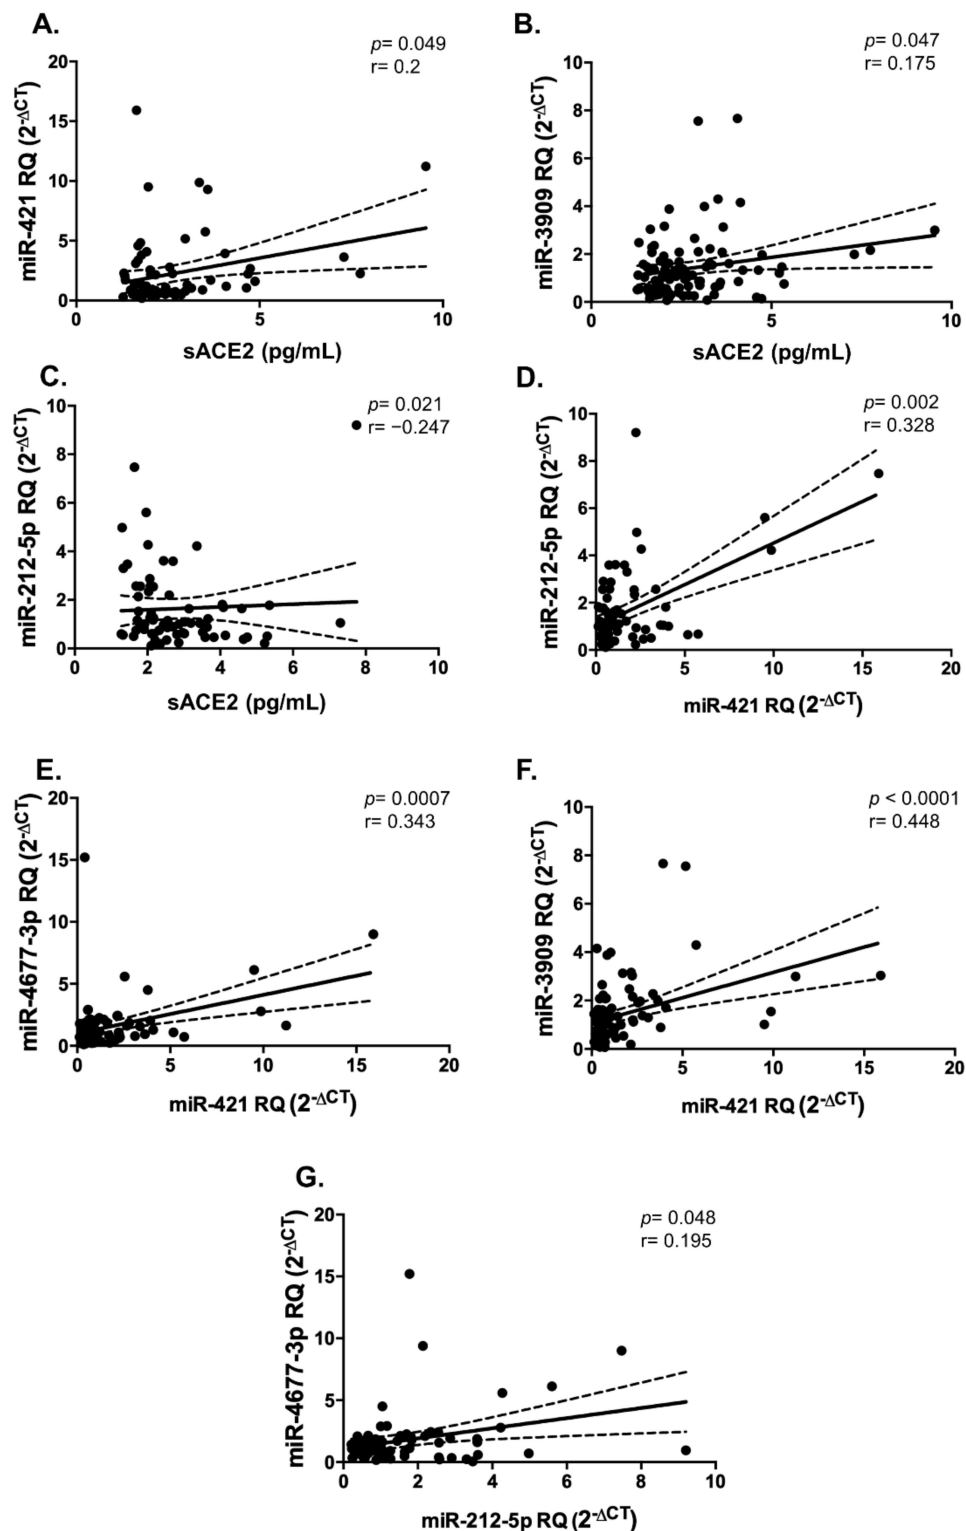 A.
p= 0.049
r= 0.2
miR-421 RQ (2-ΔCT)
20
15
10
5
0
0 5 10
sACE2 (pg/mL)
B.
p= 0.047
r= 0.175
miR-3909 RQ (2-ΔCT)
10
8
6
4
2
0
0 5 10
sACE2 (pg/mL)
C.
p= 0.021
r= −0.247
miR-212-5p RQ (2-ΔCT)
10
8
6
4
2
0
0 2 4 6 8 10
sACE2 (pg/mL)
D.
p= 0.002
r= 0.328
miR-212-5p RQ (2-ΔCT)
10
8
6
4
2
0
0 5 10 15 20
miR-421 RQ (2-ΔCT)
E.
p= 0.0007
r= 0.343
miR-4677-3p RQ (2-ΔCT)
20
15
10
5
0
0 5 10 15 20
miR-421 RQ (2-ΔCT)
F.
p < 0.0001
r= 0.448
miR-3909 RQ (2-ΔCT)
10
8
6
4
2
0
0 5 10 15 20
miR-421 RQ (2-ΔCT)
G.
p= 0.048
r= 0.195
miR-4677-3p RQ (2-ΔCT)
20
15
10
5
0
0 2 4 6 8 10
miR-212-5p RQ (2-ΔCT)